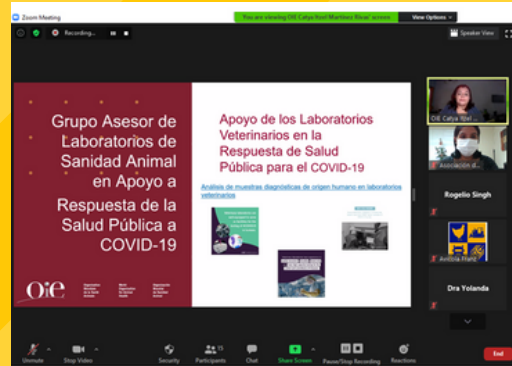 Zoom Meeting
You are viewing OIE Catya Itzel Martinez Rivas' screen
View Options
Recording...
Speaker View
Grupo Asesor de
Laboratorios de
Sanidad Animal
en Apoyo a
Respuesta de la
Salud Pública a
COVID-19
Oie
Apoyo de los Laboratorios
Veterinarios en la
Respuesta de Salud
Pública para el COVID-19
Análisis de muestras diagnósticas de origen humano en laboratorios
veterinarios
OIE Catya Itzel ...
Asociación d...
Rogelio Singh
Dra Yolanda
Unmute
Stop Video
Security
Participants
15
Chat
Share Screen
Pause/Stop Recording
Reactions
End